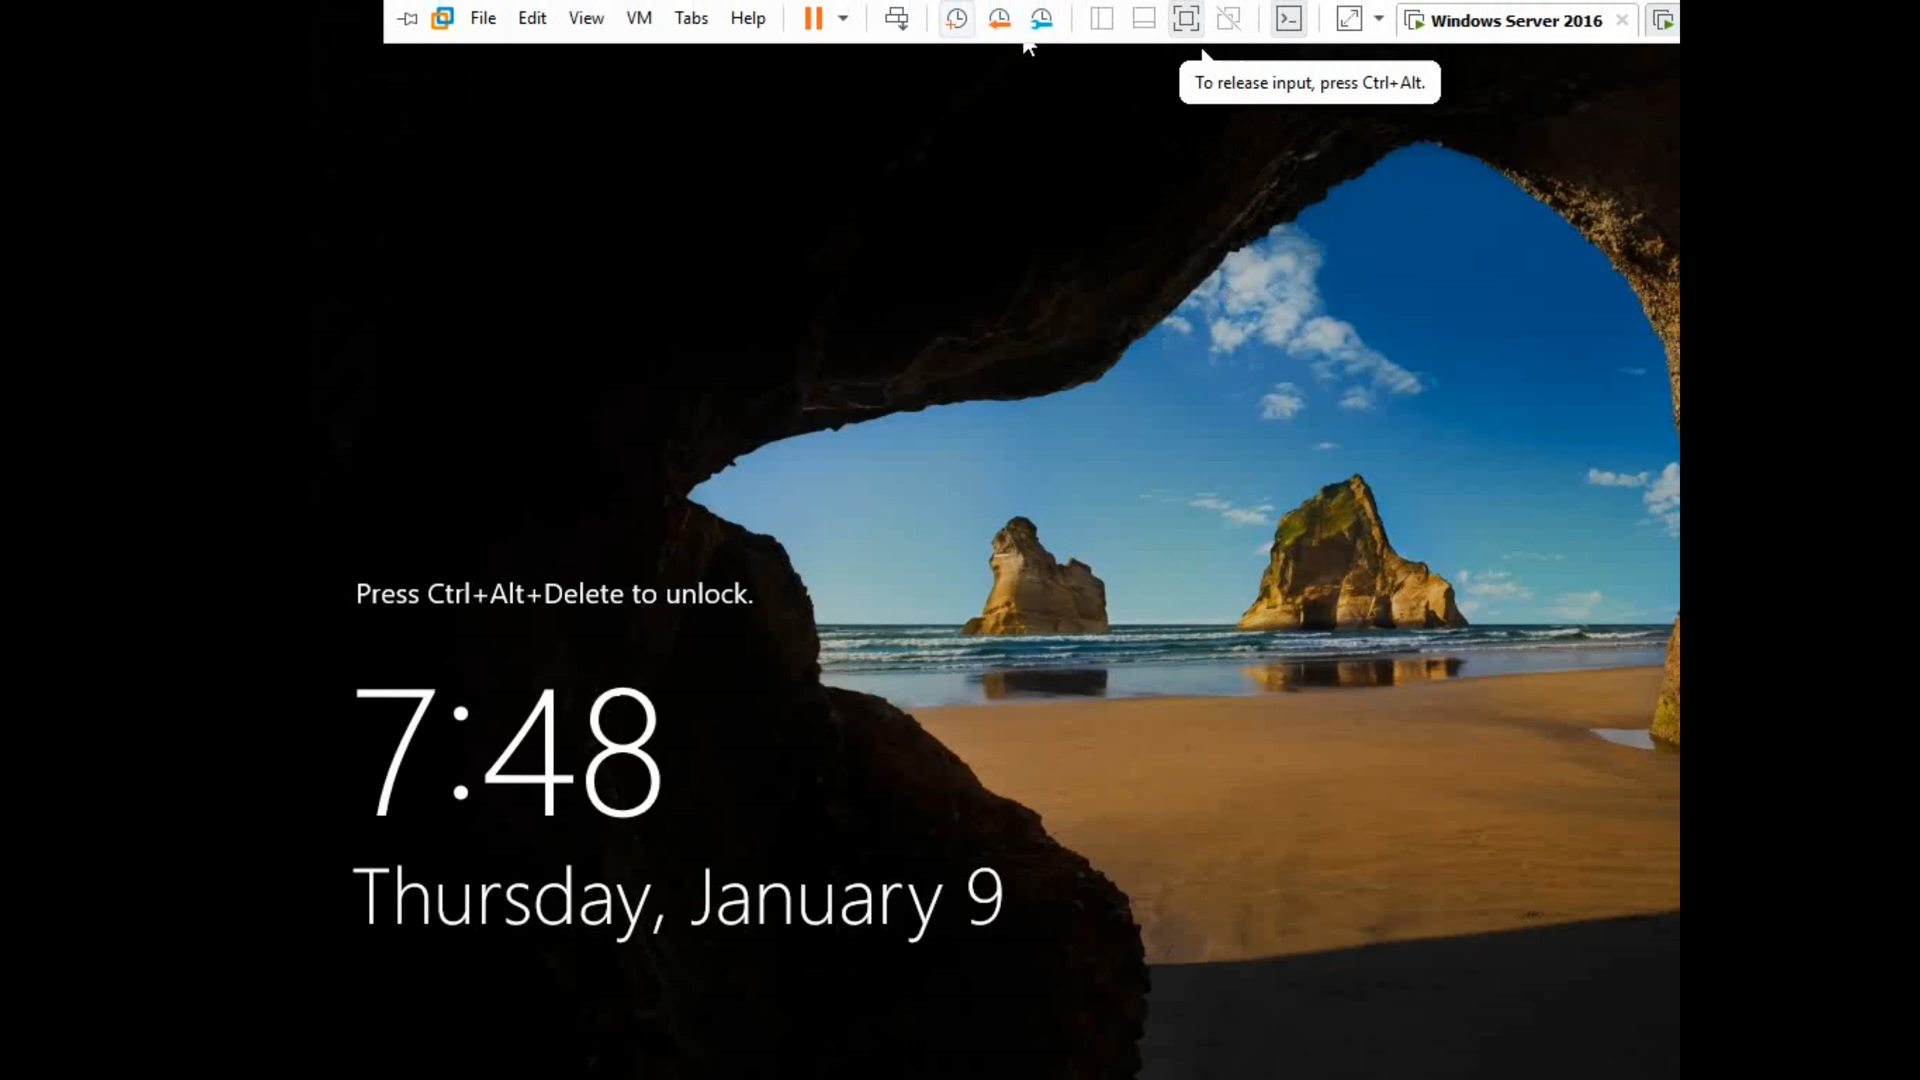 File Edit View VM Tabs Help Windows Server 2016
To release input, press Ctrl+Alt.
Press Ctrl+Alt+Delete to unlock.
7:48
Thursday, January 9